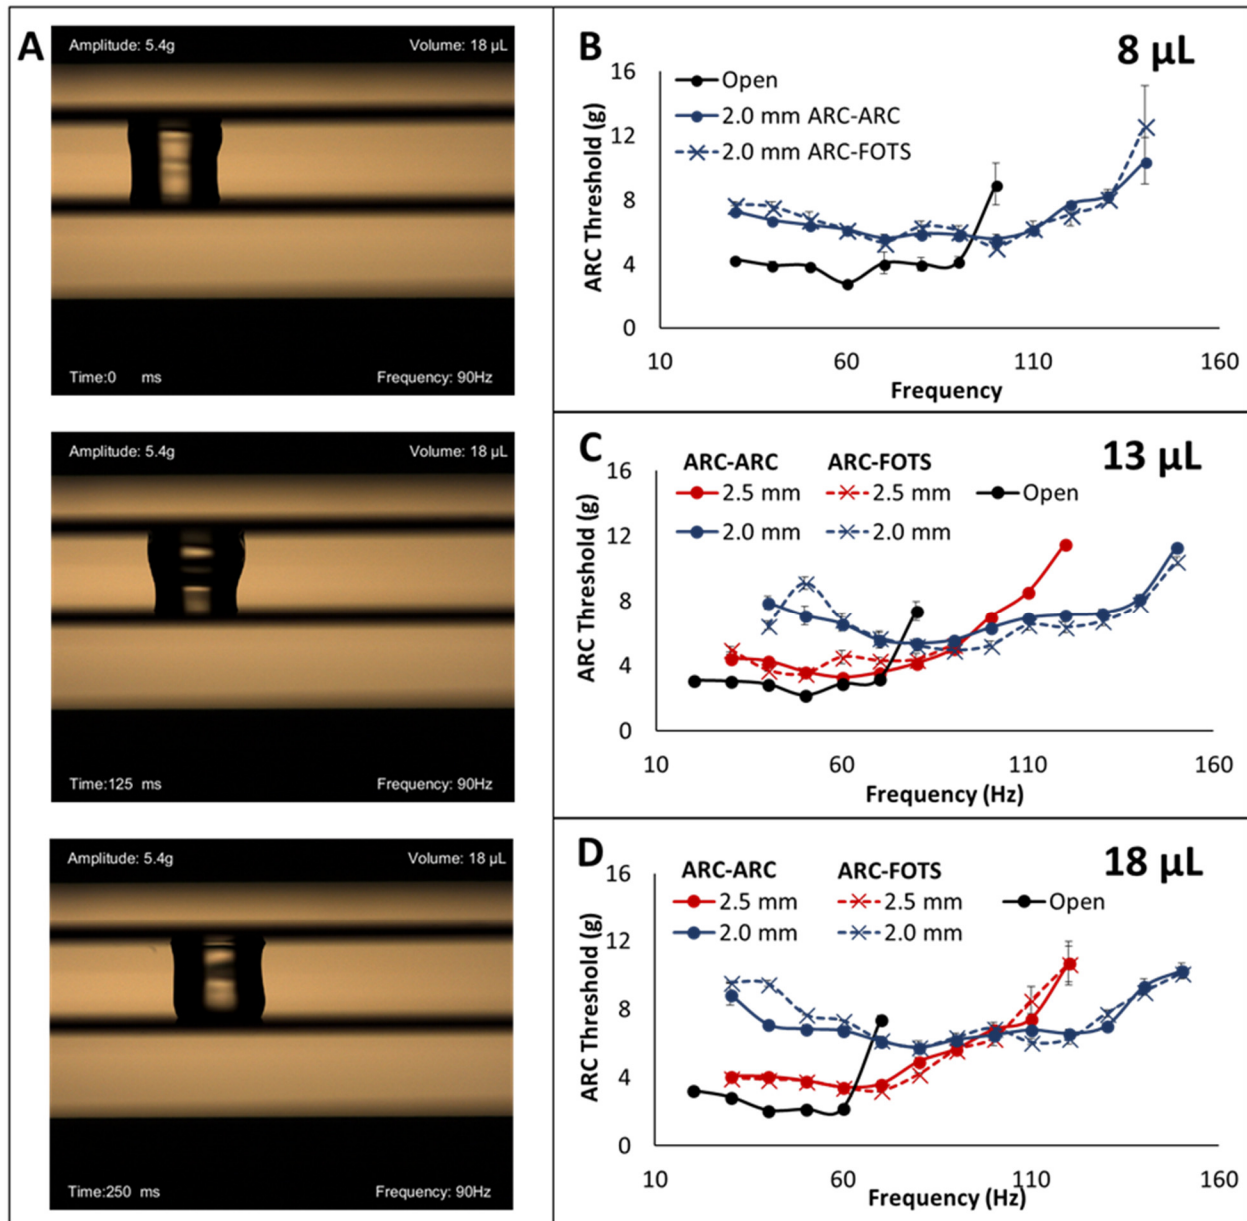 A
Amplitude: 5.4g Volume: 18 µL
Time:0 ms Frequency: 90Hz
Amplitude: 5.4g Volume: 18 µL
Time:125 ms Frequency: 90Hz
Amplitude: 5.4g Volume: 18 µL
Time:250 ms Frequency: 90Hz
B 8 µL
Open
2.0 mm ARC-ARC
2.0 mm ARC-FOTS
ARC Threshold (g)
16
12
8
4
0
10 60 110 160
Frequency
C 13 µL
ARC-ARC ARC-FOTS
2.5 mm 2.5 mm Open
2.0 mm 2.0 mm
ARC Threshold (g)
16
12
8
4
0
10 60 110 160
Frequency (Hz)
D 18 µL
ARC-ARC ARC-FOTS
2.5 mm 2.5 mm Open
2.0 mm 2.0 mm
ARC Threshold (g)
16
12
8
4
0
10 60 110 160
Frequency (Hz)